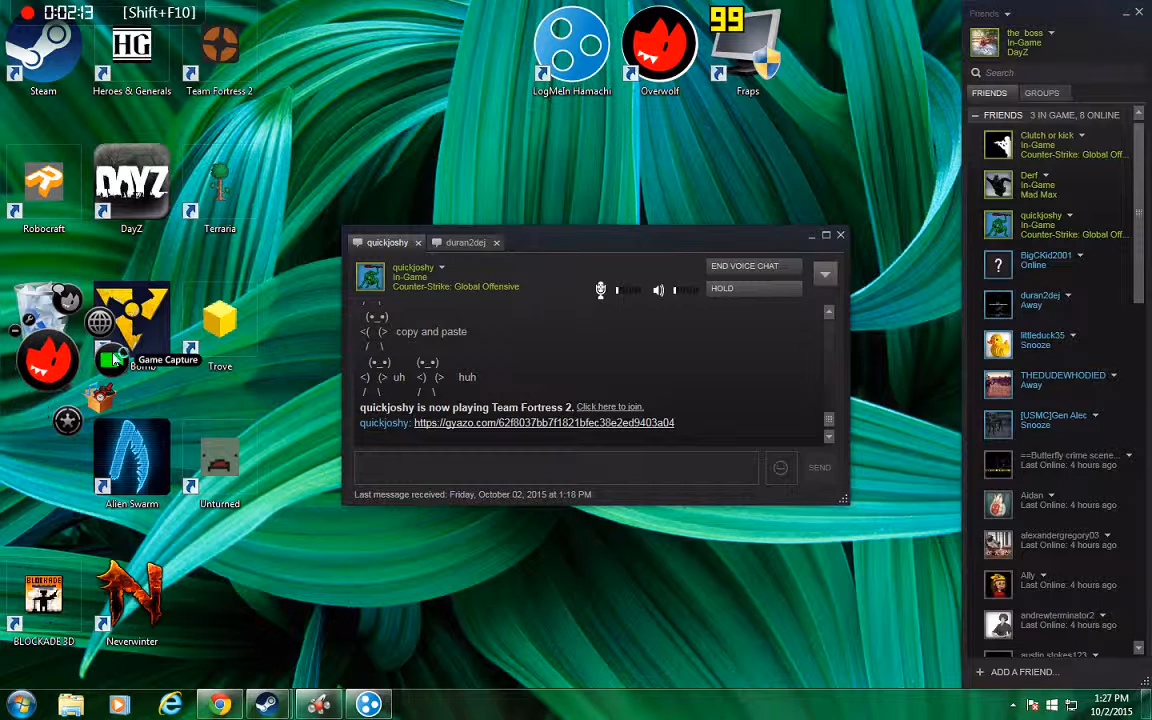 0:02:13 [Shift+F10]
99
Steam
HG
Heroes & Generals
Team Fortress 2
LogMeIn Hamachi
Overwolf
Fraps
Robocraft
DAYZ
DayZ
Terraria
Game Capture
Trove
Alien Swarm
Unturned
BLOCKADE
BLOCKADE 3D
Neverwinter
quickjoshy
duran2dej
quickjoshy
In-Game
Counter-Strike: Global Offensive
END VOICE CHAT
HOLD
(•_•)
<( (> copy and paste
/ \
(•_•) (•_•)
<) (> uh <) (> huh
/ \ / \
quickjoshy is now playing Team Fortress 2. Click here to join.
quickjoshy: https://gyazo.com/62f8037bb7f1821bfec38e2ed9403a04
SEND
Last message received: Friday, October 02, 2015 at 1:18 PM
Friends
the_boss
In-Game
DayZ
Search
FRIENDS GROUPS
FRIENDS 3 IN GAME, 8 ONLINE
Clutch or kick
In-Game
Counter-Strike: Global Off...
Derf
In-Game
Mad Max
quickjoshy
In-Game
Counter-Strike: Global Off...
?
BigCKid2001
Online
duran2dej
Away
littleduck35
Snooze
THEDUDEWHODIED
Away
[USMC]Gen Alec
Snooze
==Butterfly crime scene...
Last Online: 4 hours ago
Aidan
Last Online: 4 hours ago
alexandergregory03
Last Online: 4 hours ago
Ally
Last Online: 4 hours ago
andrewterminator2
Last Online: 4 hours ago
austin.stokes123
+ ADD A FRIEND...
1:27 PM
10/2/2015